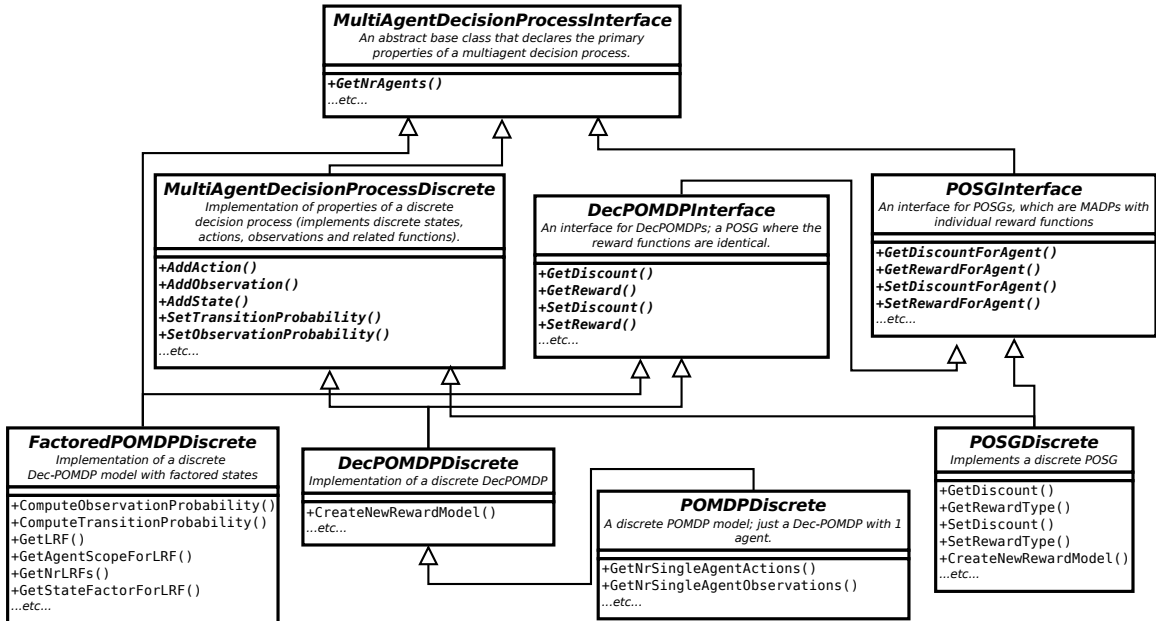 MultiAgentDecisionProcessInterface
An abstract base class that declares the primary
properties of a multiagent decision process.
+GetNrAgents()
...etc...
MultiAgentDecisionProcessDiscrete
Implementation of properties of a discrete
decision process (implements discrete states,
actions, observations and related functions).
+AddAction()
+AddObservation()
+AddState()
+SetTransitionProbability()
+SetObservationProbability()
...etc...
DecPOMDPInterface
An interface for DecPOMDPs; a POSG where the
reward functions are identical.
+GetDiscount()
+GetReward()
+SetDiscount()
+SetReward()
...etc...
POSGInterface
An interface for POSGs, which are MADPs with
individual reward functions
+GetDiscountForAgent()
+GetRewardForAgent()
+SetDiscountForAgent()
+SetRewardForAgent()
...etc...
FactoredPOMDPDiscrete
Implementation of a discrete
Dec-POMDP model with factored states
+ComputeObservationProbability()
+ComputeTransitionProbability()
+GetLRF()
+GetAgentScopeForLRF()
+GetNrLRFs()
+GetStateFactorForLRF()
...etc...
DecPOMDPDiscrete
Implementation of a discrete DecPOMDP
+CreateNewRewardModel()
...etc...
POMDPDiscrete
A discrete POMDP model; just a Dec-POMDP with 1
agent.
+GetNrSingleAgentActions()
+GetNrSingleAgentObservations()
...etc...
POSGDiscrete
Implements a discrete POSG
+GetDiscount()
+GetRewardType()
+SetDiscount()
+SetRewardType()
+CreateNewRewardModel()
...etc...